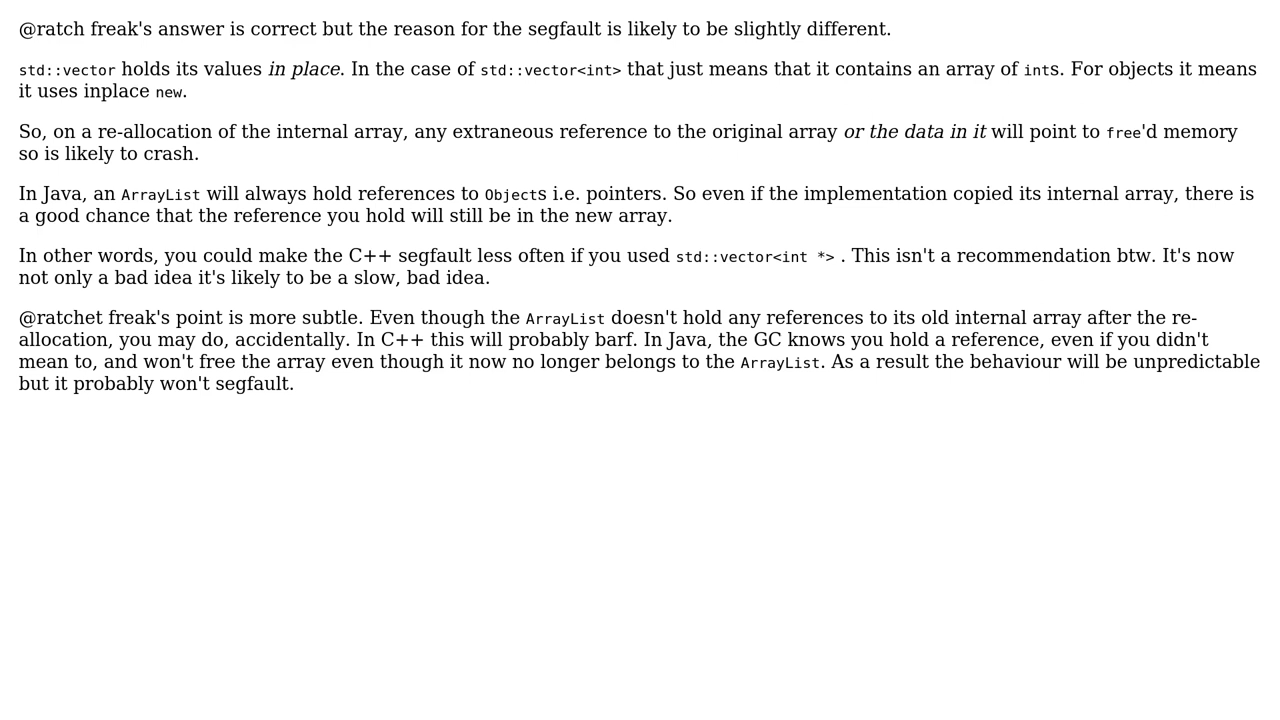 @ratch freak's answer is correct but the reason for the segfault is likely to be slightly different.
std::vector holds its values in place. In the case of std::vector<int> that just means that it contains an array of ints. For objects it means
it uses inplace new.
So, on a re-allocation of the internal array, any extraneous reference to the original array or the data in it will point to free'd memory
so is likely to crash.
In Java, an ArrayList will always hold references to Objects i.e. pointers. So even if the implementation copied its internal array, there is
a good chance that the reference you hold will still be in the new array.
In other words, you could make the C++ segfault less often if you used std::vector<int *> . This isn't a recommendation btw. It's now
not only a bad idea it's likely to be a slow, bad idea.
@ratchet freak's point is more subtle. Even though the ArrayList doesn't hold any references to its old internal array after the re-
allocation, you may do, accidentally. In C++ this will probably barf. In Java, the GC knows you hold a reference, even if you didn't
mean to, and won't free the array even though it now no longer belongs to the ArrayList. As a result the behaviour will be unpredictable
but it probably won't segfault.